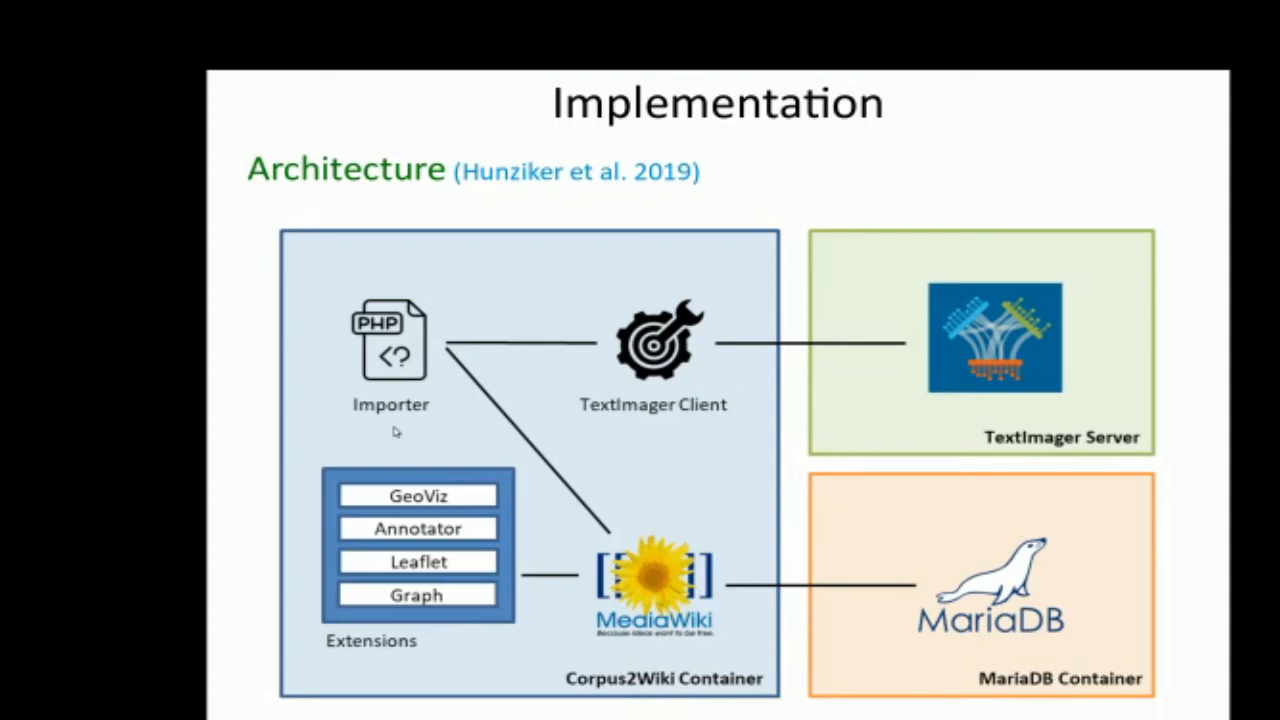 Implementation
Architecture (Hunziker et al. 2019)
PHP
<?
Importer
TextImager Client
TextImager Server
GeoViz
Annotator
Leaflet
Graph
Extensions
[[ ]]
MediaWiki
Because ideas want to be free.
Corpus2Wiki Container
MariaDB
MariaDB Container